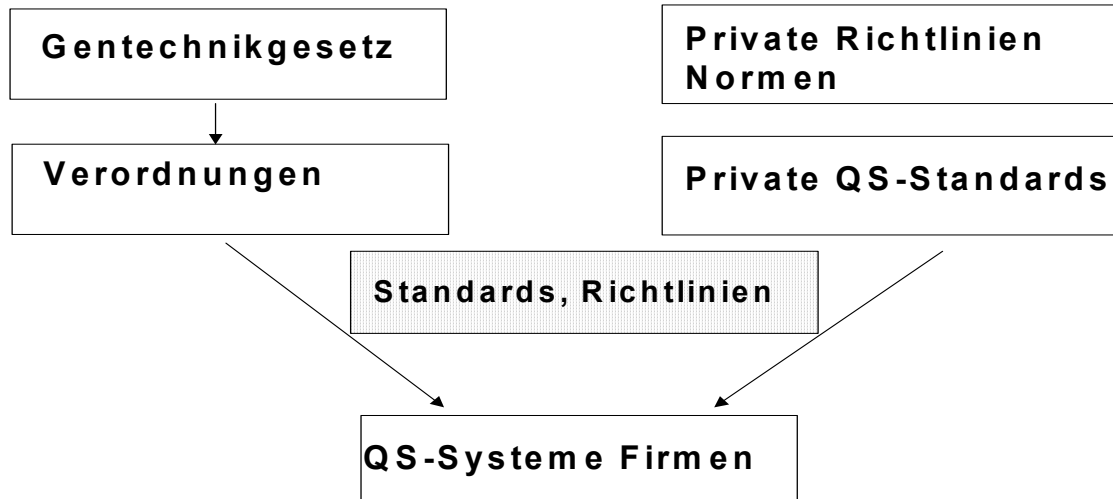 Gentechnikgesetz
Private Richtlinien
Normen
Verordnungen
Private QS-Standards
Standards, Richtlinien
QS-Systeme Firmen